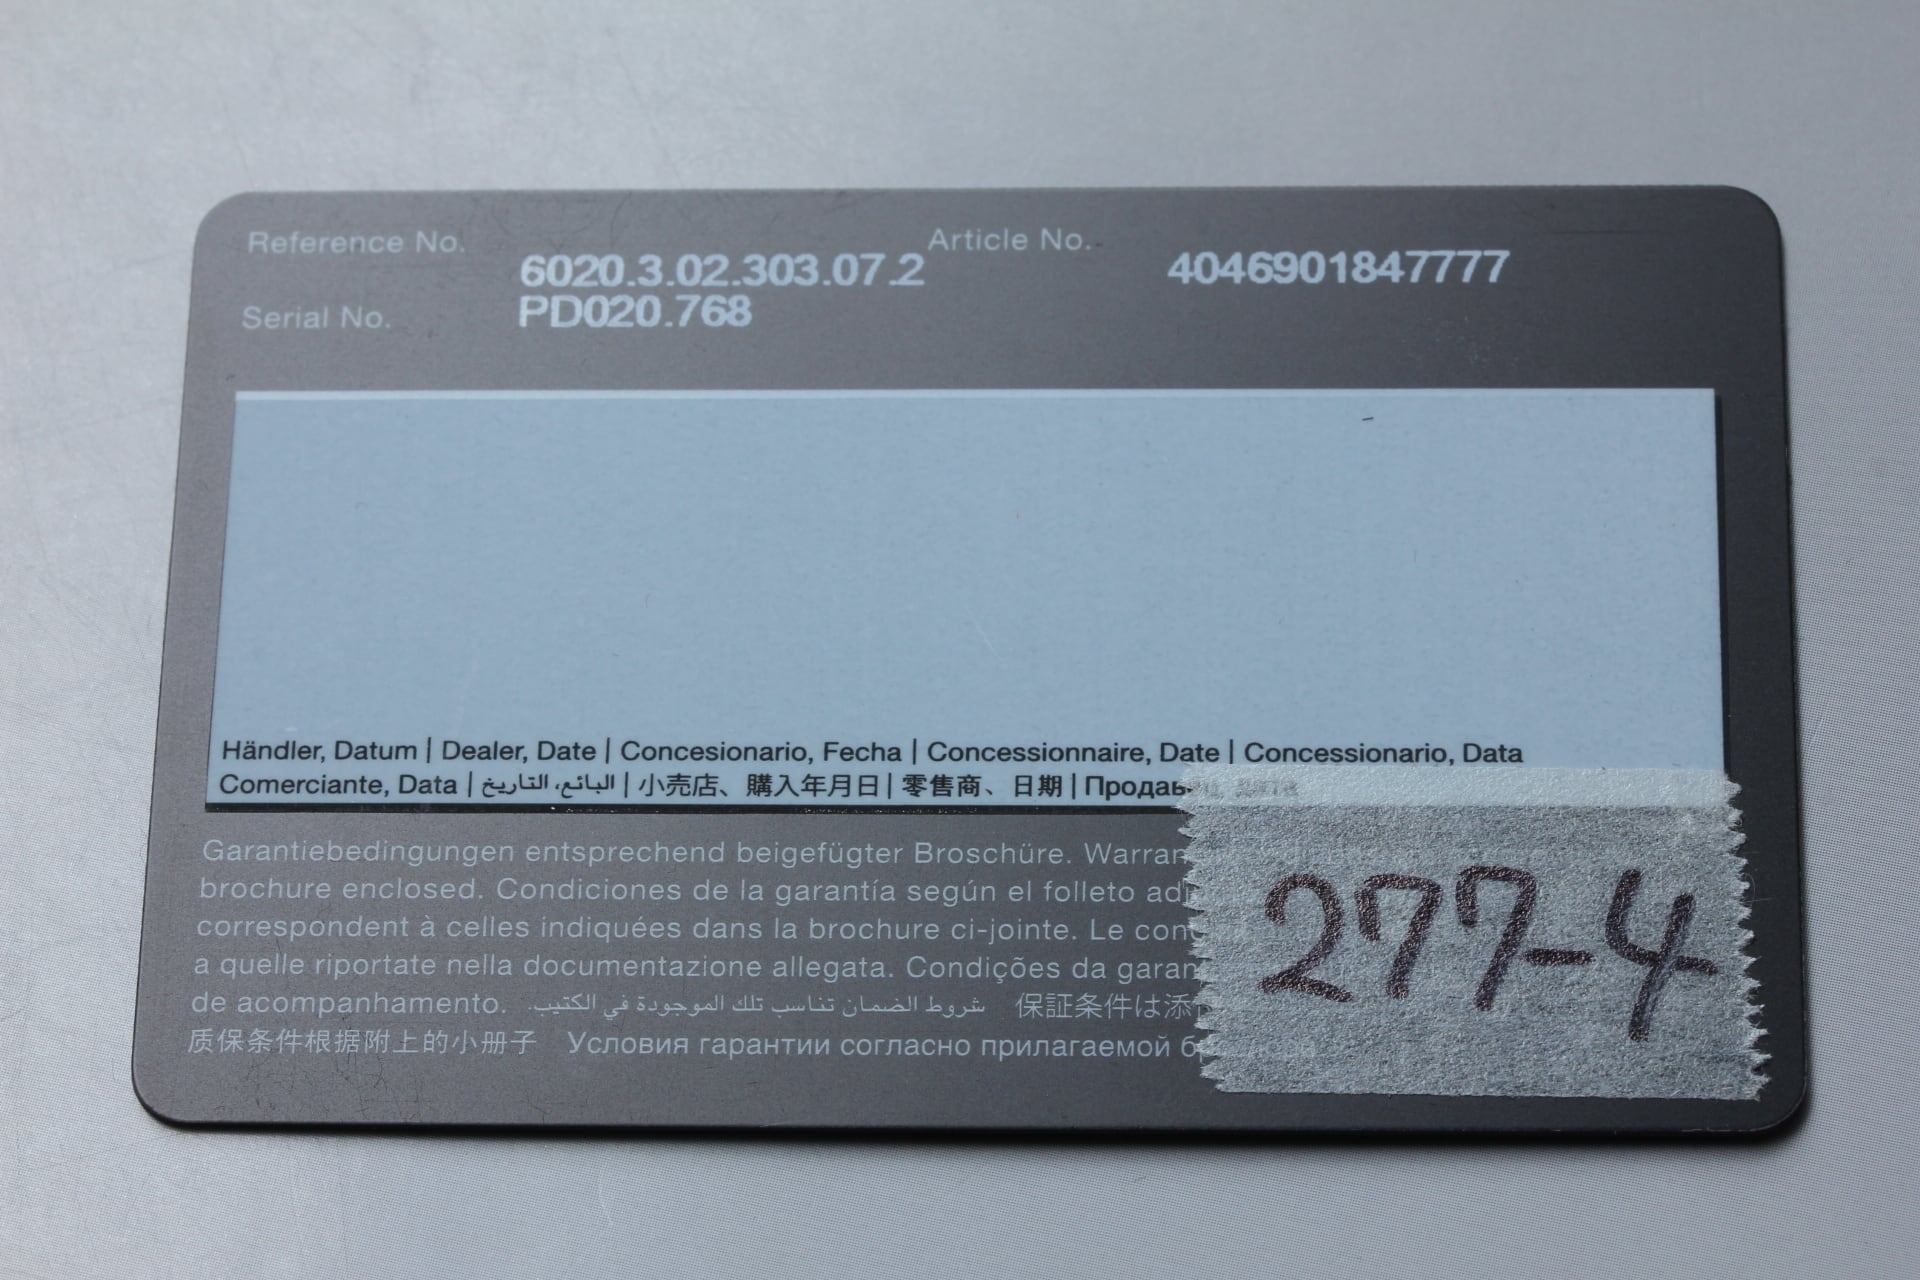 Reference No. 6020.3.02.303.07.2 Article No. 4046901847777
Serial No. PD020.768
Händler, Datum | Dealer, Date | Concesionario, Fecha | Concessionnaire, Date | Concessionario, Data
Comerciante, Data | البائع، التاريخ | 小売店、購入年月日 | 零售商、日期 | Продавец, дата
Garantiebedingungen entsprechend beigefügter Broschüre.
brochure enclosed. Condiciones de la garantía según el folleto
correspondent à celles indiquées dans la brochure ci-jointe. Le
a quelle riportate nella documentazione allegata. Condições da
de acompanhamento. شروط الضمان تناسب تلك الموجودة في الكتيب. 保証条件は添
质保条件根据附上的小册子 Условия гарантии согласно прилагаемой
277-4